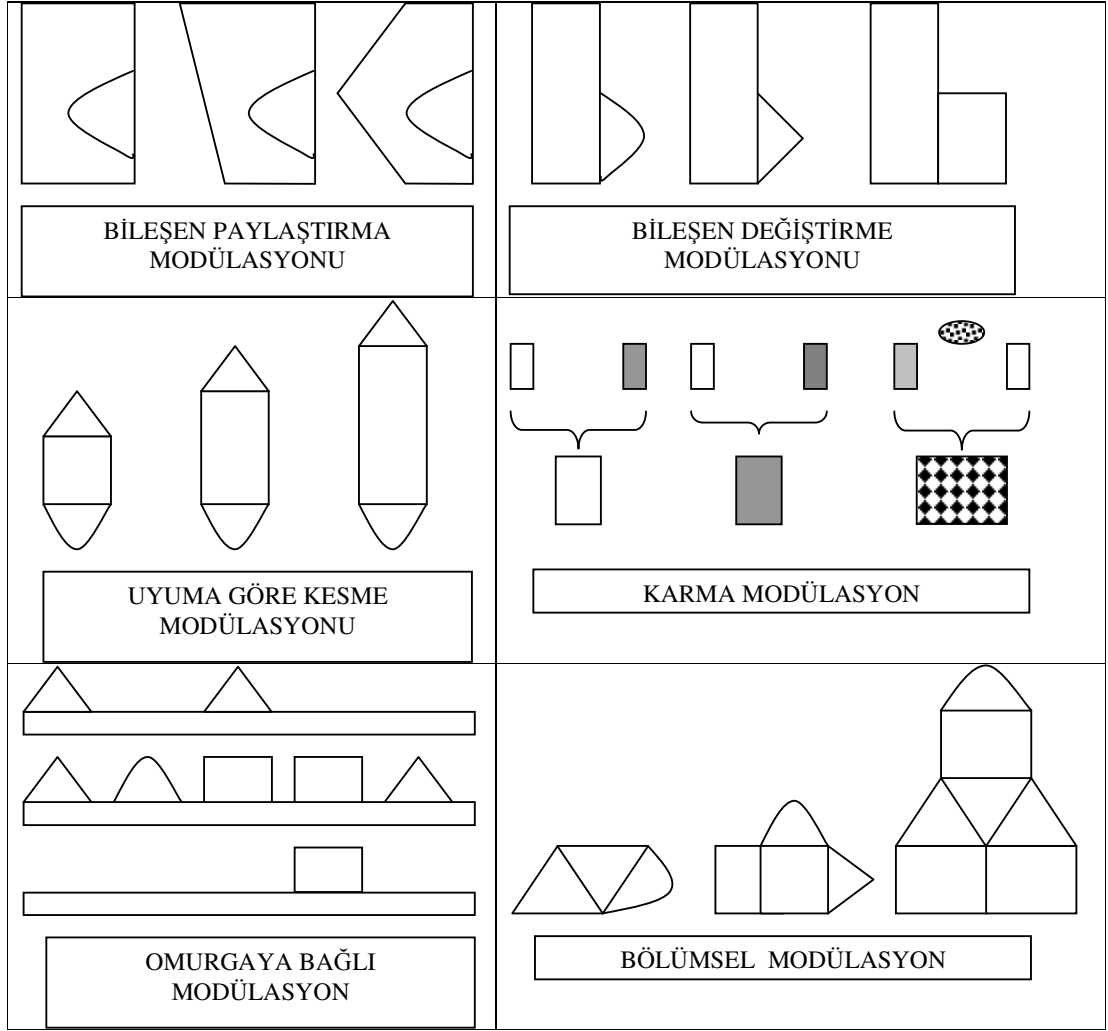 BİLEŞEN PAYLAŞTIRMA
MODÜLASYONU
BİLEŞEN DEĞİŞTİRME
MODÜLASYONU
UYUMA GÖRE KESME
MODÜLASYONU
KARMA MODÜLASYON
OMURGAYA BAĞLI
MODÜLASYON
BÖLÜMSEL MODÜLASYON